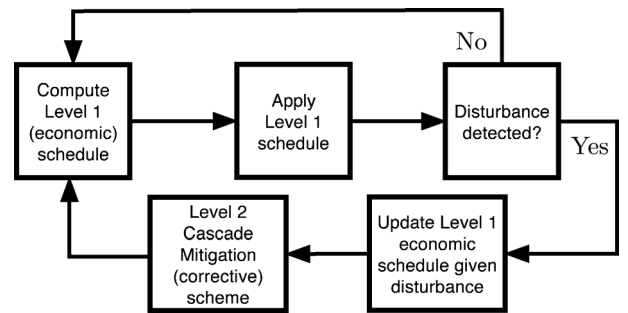 No
Compute
Level 1
(economic)
schedule
Apply
Level 1
schedule
Disturbance
detected?
Yes
Level 2
Cascade
Mitigation
(corrective)
scheme
Update Level 1
economic
schedule given
disturbance